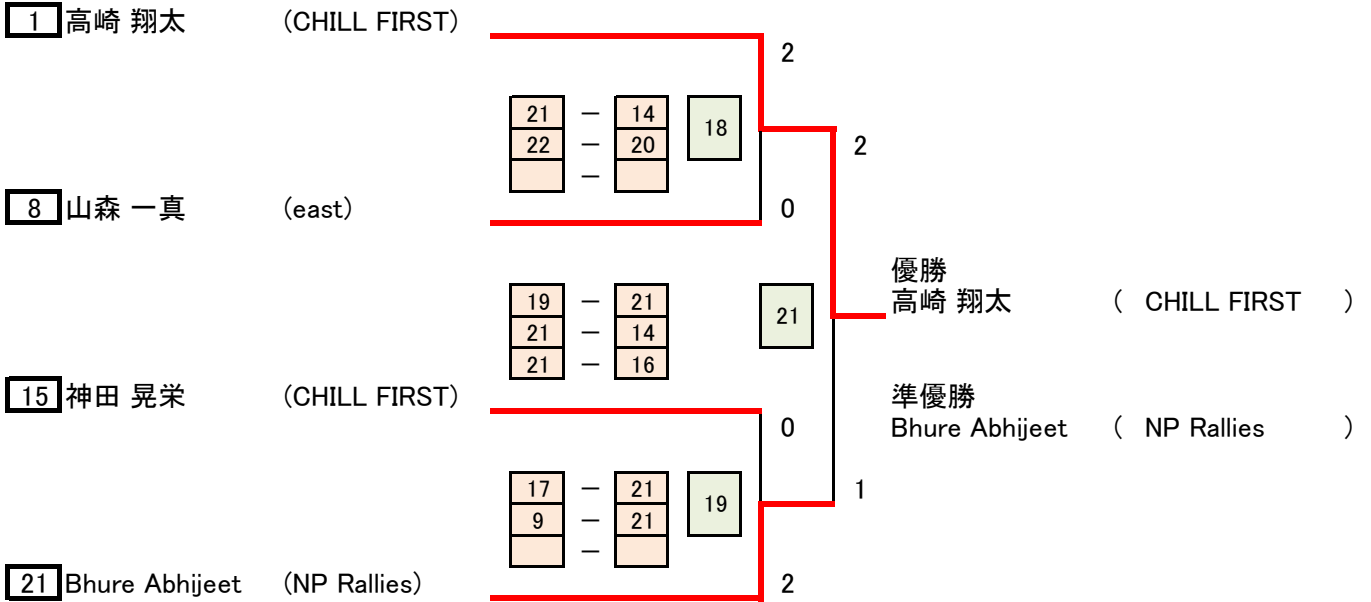 1 高崎 翔太 (CHILL FIRST)
2
21 － 14
18
22 － 20
2
－
8 山森 一真 (east)
0
優勝
19 － 21
21
高崎 翔太 ( CHILL FIRST )
21 － 14
21 － 16
15 神田 晃栄 (CHILL FIRST)
準優勝
0
Bhure Abhijeet ( NP Rallies )
17 － 21
19
1
9 － 21
－
21 Bhure Abhijeet (NP Rallies)
2